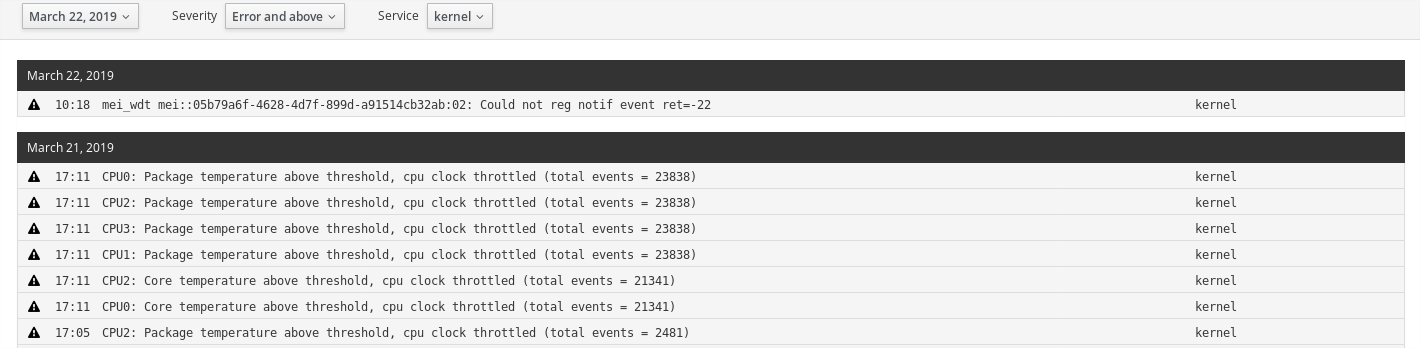 March 22, 2019 Severity Error and above Service kernel
March 22, 2019
10:18 mei_wdt mei::05b79a6f-4628-4d7f-899d-a91514cb32ab:02: Could not reg notif event ret=-22 kernel
March 21, 2019
17:11 CPU0: Package temperature above threshold, cpu clock throttled (total events = 23838) kernel
17:11 CPU2: Package temperature above threshold, cpu clock throttled (total events = 23838) kernel
17:11 CPU3: Package temperature above threshold, cpu clock throttled (total events = 23838) kernel
17:11 CPU1: Package temperature above threshold, cpu clock throttled (total events = 23838) kernel
17:11 CPU2: Core temperature above threshold, cpu clock throttled (total events = 21341) kernel
17:11 CPU0: Core temperature above threshold, cpu clock throttled (total events = 21341) kernel
17:05 CPU2: Package temperature above threshold, cpu clock throttled (total events = 2481) kernel